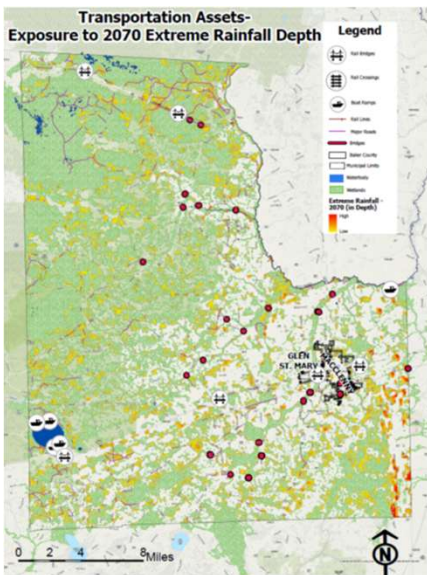 Transportation Assets-
Exposure to 2070 Extreme Rainfall Depth
Legend
Rail Bridges
Rail Crossings
Boat Ramps
Rail Lines
Major Roads
Bridges
Baker County
Municipal Limits
Waterbody
Wetlands
Extreme Rainfall -
2070 (in Depth)
High
Low
GLEN
ST. MARY
MACCLENNY
0 2 4 8
Miles
N